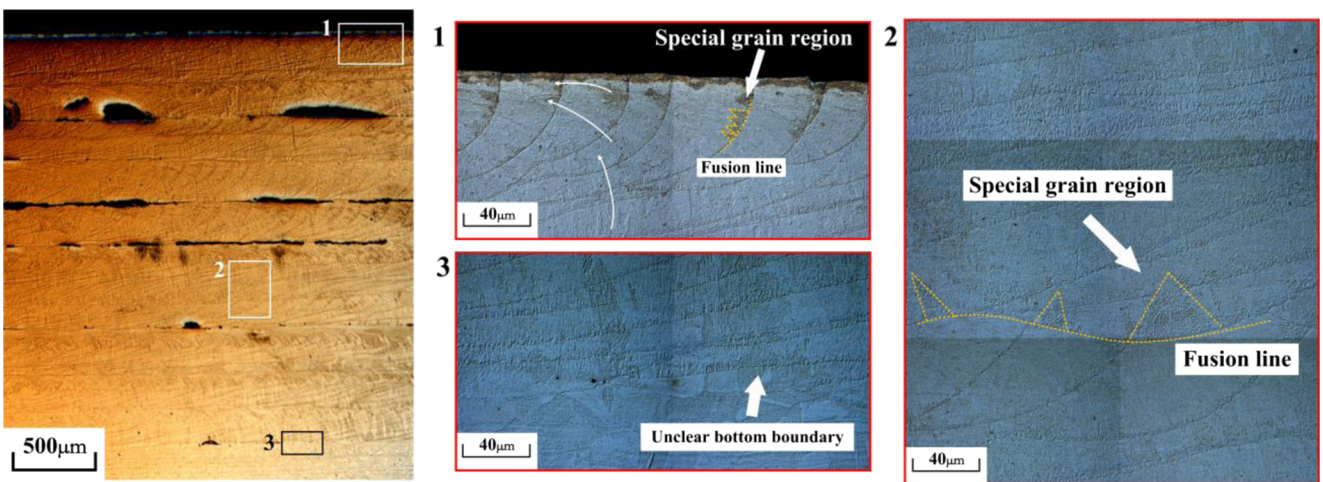 1
2
3
500μm
1
Special grain region
Fusion line
40μm
3
Unclear bottom boundary
40μm
2
Special grain region
Fusion line
40μm